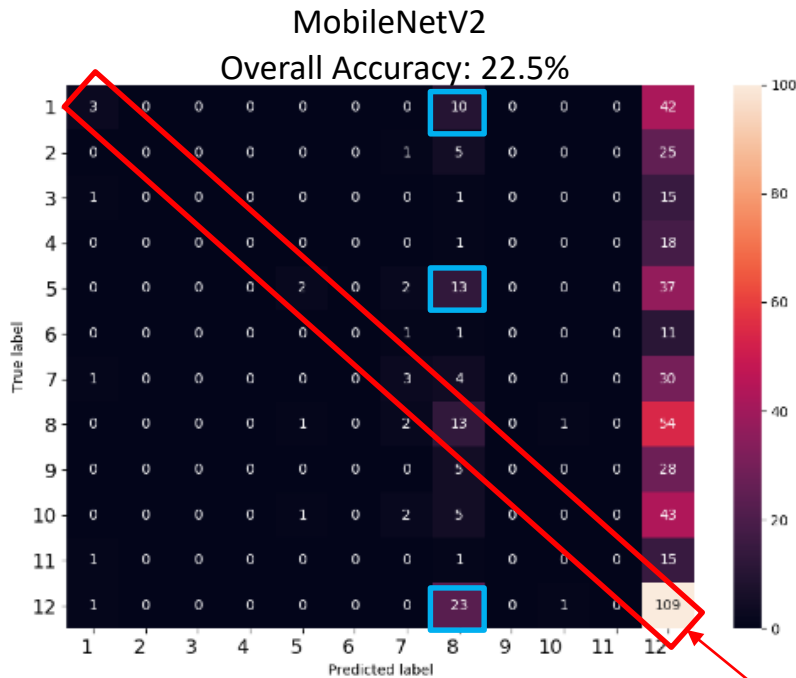 MobileNetV2
Overall Accuracy: 22.5%
1 3 0 0 0 0 0 0 10 0 0 0 42
2 0 0 0 0 0 0 1 5 0 0 0 25
3 1 0 0 0 0 0 0 1 0 0 0 15
4 0 0 0 0 0 0 0 1 0 0 0 18
5 0 0 0 0 2 0 2 13 0 0 0 37
6 0 0 0 0 0 0 1 1 0 0 0 11
7 1 0 0 0 0 0 3 4 0 0 0 30
8 0 0 0 0 1 0 2 13 0 1 0 54
9 0 0 0 0 0 0 0 5 0 0 0 28
10 0 0 0 0 1 0 2 5 0 0 0 43
11 1 0 0 0 0 0 0 1 0 0 0 15
12 1 0 0 0 0 0 0 23 0 1 0 109
1 2 3 4 5 6 7 8 9 10 11 12
Predicted label
True label
100
80
60
40
20
0